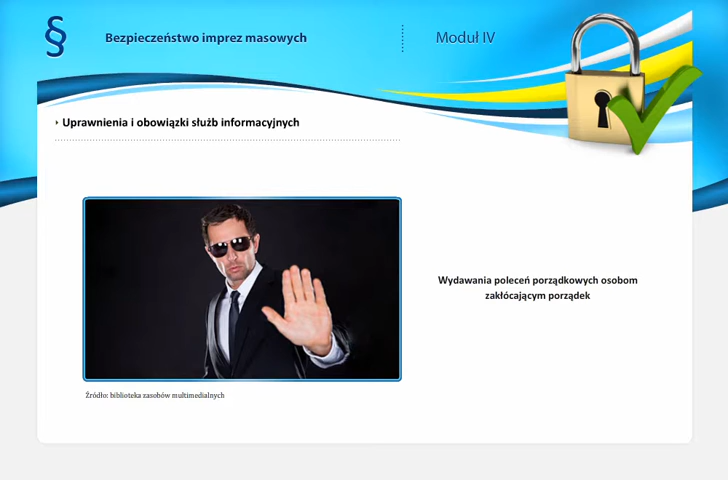 §
Bezpieczeństwo imprez masowych
Moduł IV
Uprawnienia i obowiązki służb informacyjnych
Wydawania poleceń porządkowych osobom
zakłócającym porządek
Źródło: biblioteka zasobów multimedialnych